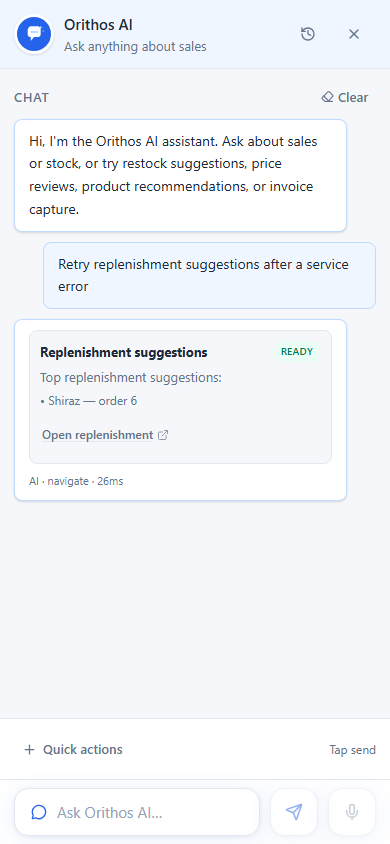 Orithos AI
Ask anything about sales
CHAT
Clear
Hi, I'm the Orithos AI assistant. Ask about sales
or stock, or try restock suggestions, price
reviews, product recommendations, or invoice
capture.
Retry replenishment suggestions after a service
error
Replenishment suggestions
READY
Top replenishment suggestions:
• Shiraz — order 6
Open replenishment
AI · navigate · 26ms
+ Quick actions
Tap send
Ask Orithos AI...